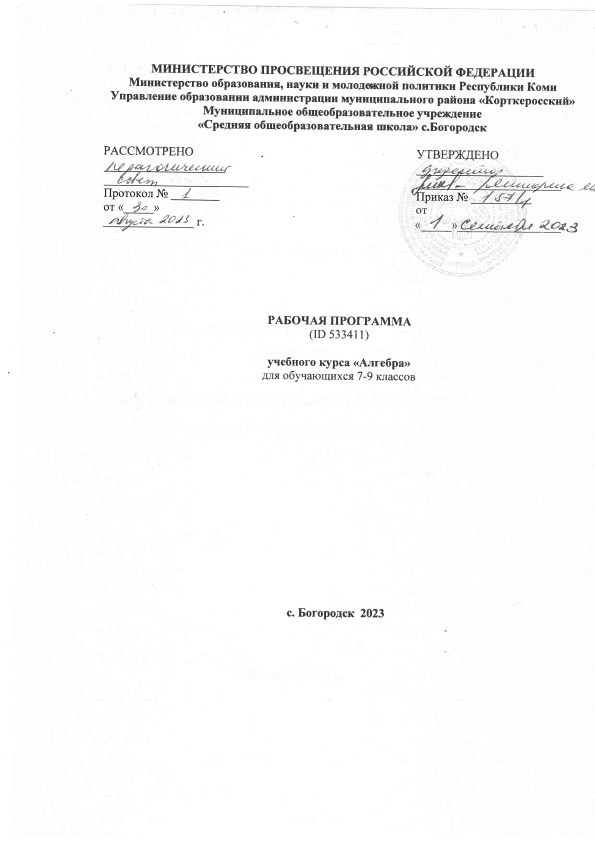 МИНИСТЕРСТВО ПРОСВЕЩЕНИЯ РОССИЙСКОЙ ФЕДЕРАЦИИ
Министерство образования, науки и молодежной политики Республики Коми
Управление образовании администрации муниципального района «Корткеросский»
Муниципальное общеобразовательное учреждение
«Средняя общеобразовательная школа» с.Богородск
РАССМОТРЕНО
педагогический
совет
Протокол № 1
от « 30 »
августа 2023 г.
УТВЕРЖДЕНО
директор
Приказ № 157/4
от
« 1 » сентября 2023
РАБОЧАЯ ПРОГРАММА
(ID 533411)
учебного курса «Алгебра»
для обучающихся 7-9 классов
с. Богородск 2023